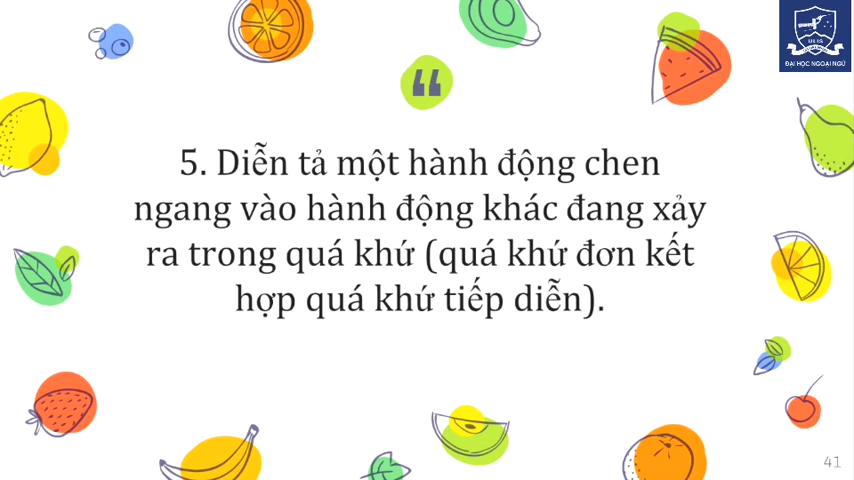 ĐẠI HỌC NGOẠI NGỮ
“
5. Diễn tả một hành động chen
ngang vào hành động khác đang xảy
ra trong quá khứ (quá khứ đơn kết
hợp quá khứ tiếp diễn).
41